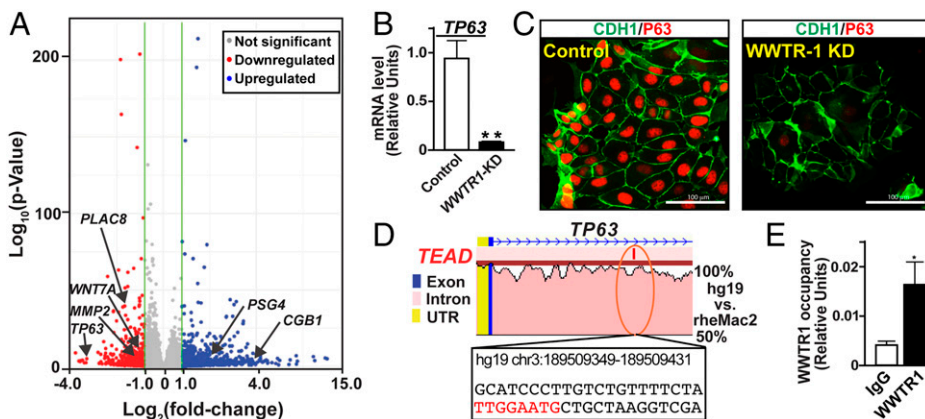 A
Log10(p-Value)
200
100
0
Not significant
Downregulated
Upregulated
PLAC8
WNT7A
MMP2
TP63
PSG4
CGB1
-4.0
-1.0
0
1.0
4.0
15.0
Log2(fold-change)
B
TP63
mRNA level
(Relative Units)
1.0
0.5
0
**
Control
WWTR1-KD
C
CDH1/P63
Control
100 μm
CDH1/P63
WWTR-1 KD
100 μm
D
TP63
TEAD
Exon
Intron
UTR
100%
hg19
vs.
rheMac2
50%
hg19 chr3:189509349-189509431
GCATCCCTTGTCTGTTTTCTA
TTGGAATGCTGCTAAGGTCGA
E
WWTR1 occupancy
(Relative Units)
0.02
0.01
0
*
IgG
WWTR1